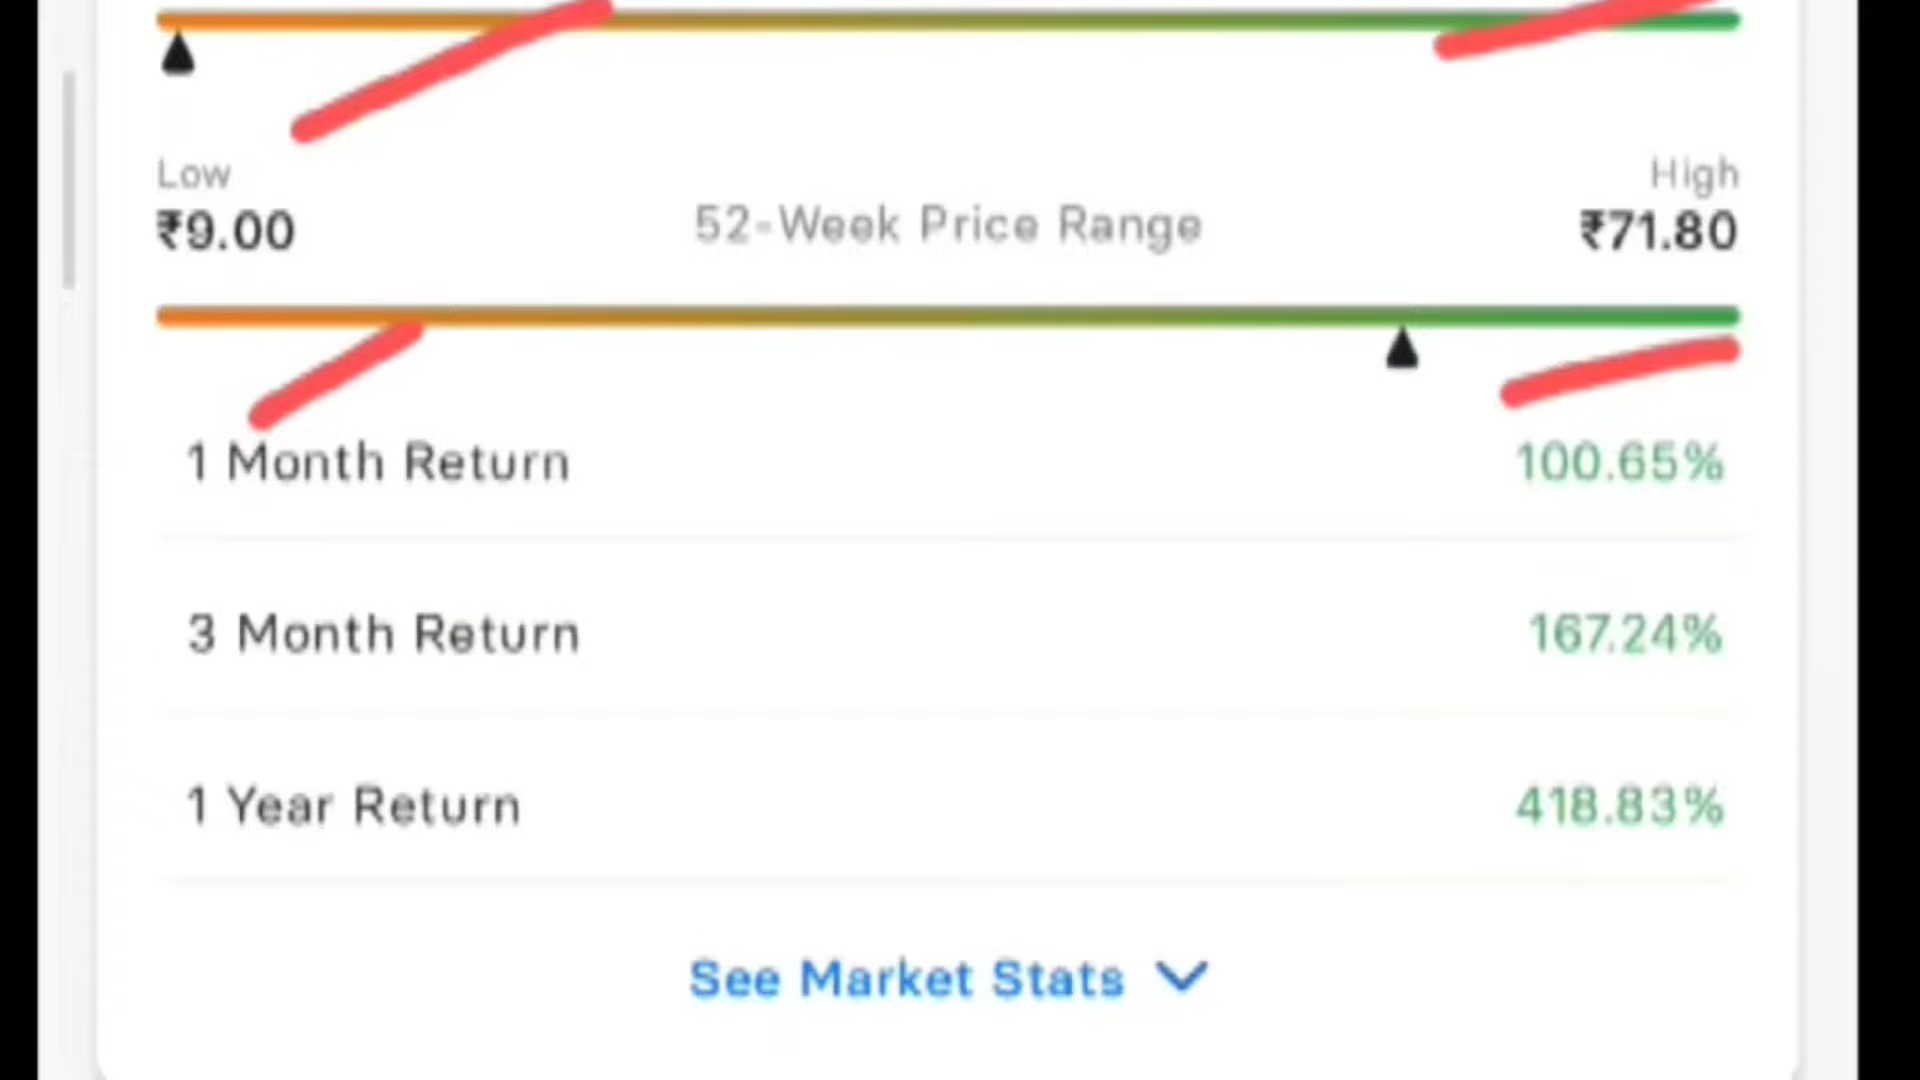 Low
High
₹9.00
52-Week Price Range
₹71.80
1 Month Return
100.65%
3 Month Return
167.24%
1 Year Return
418.83%
See Market Stats